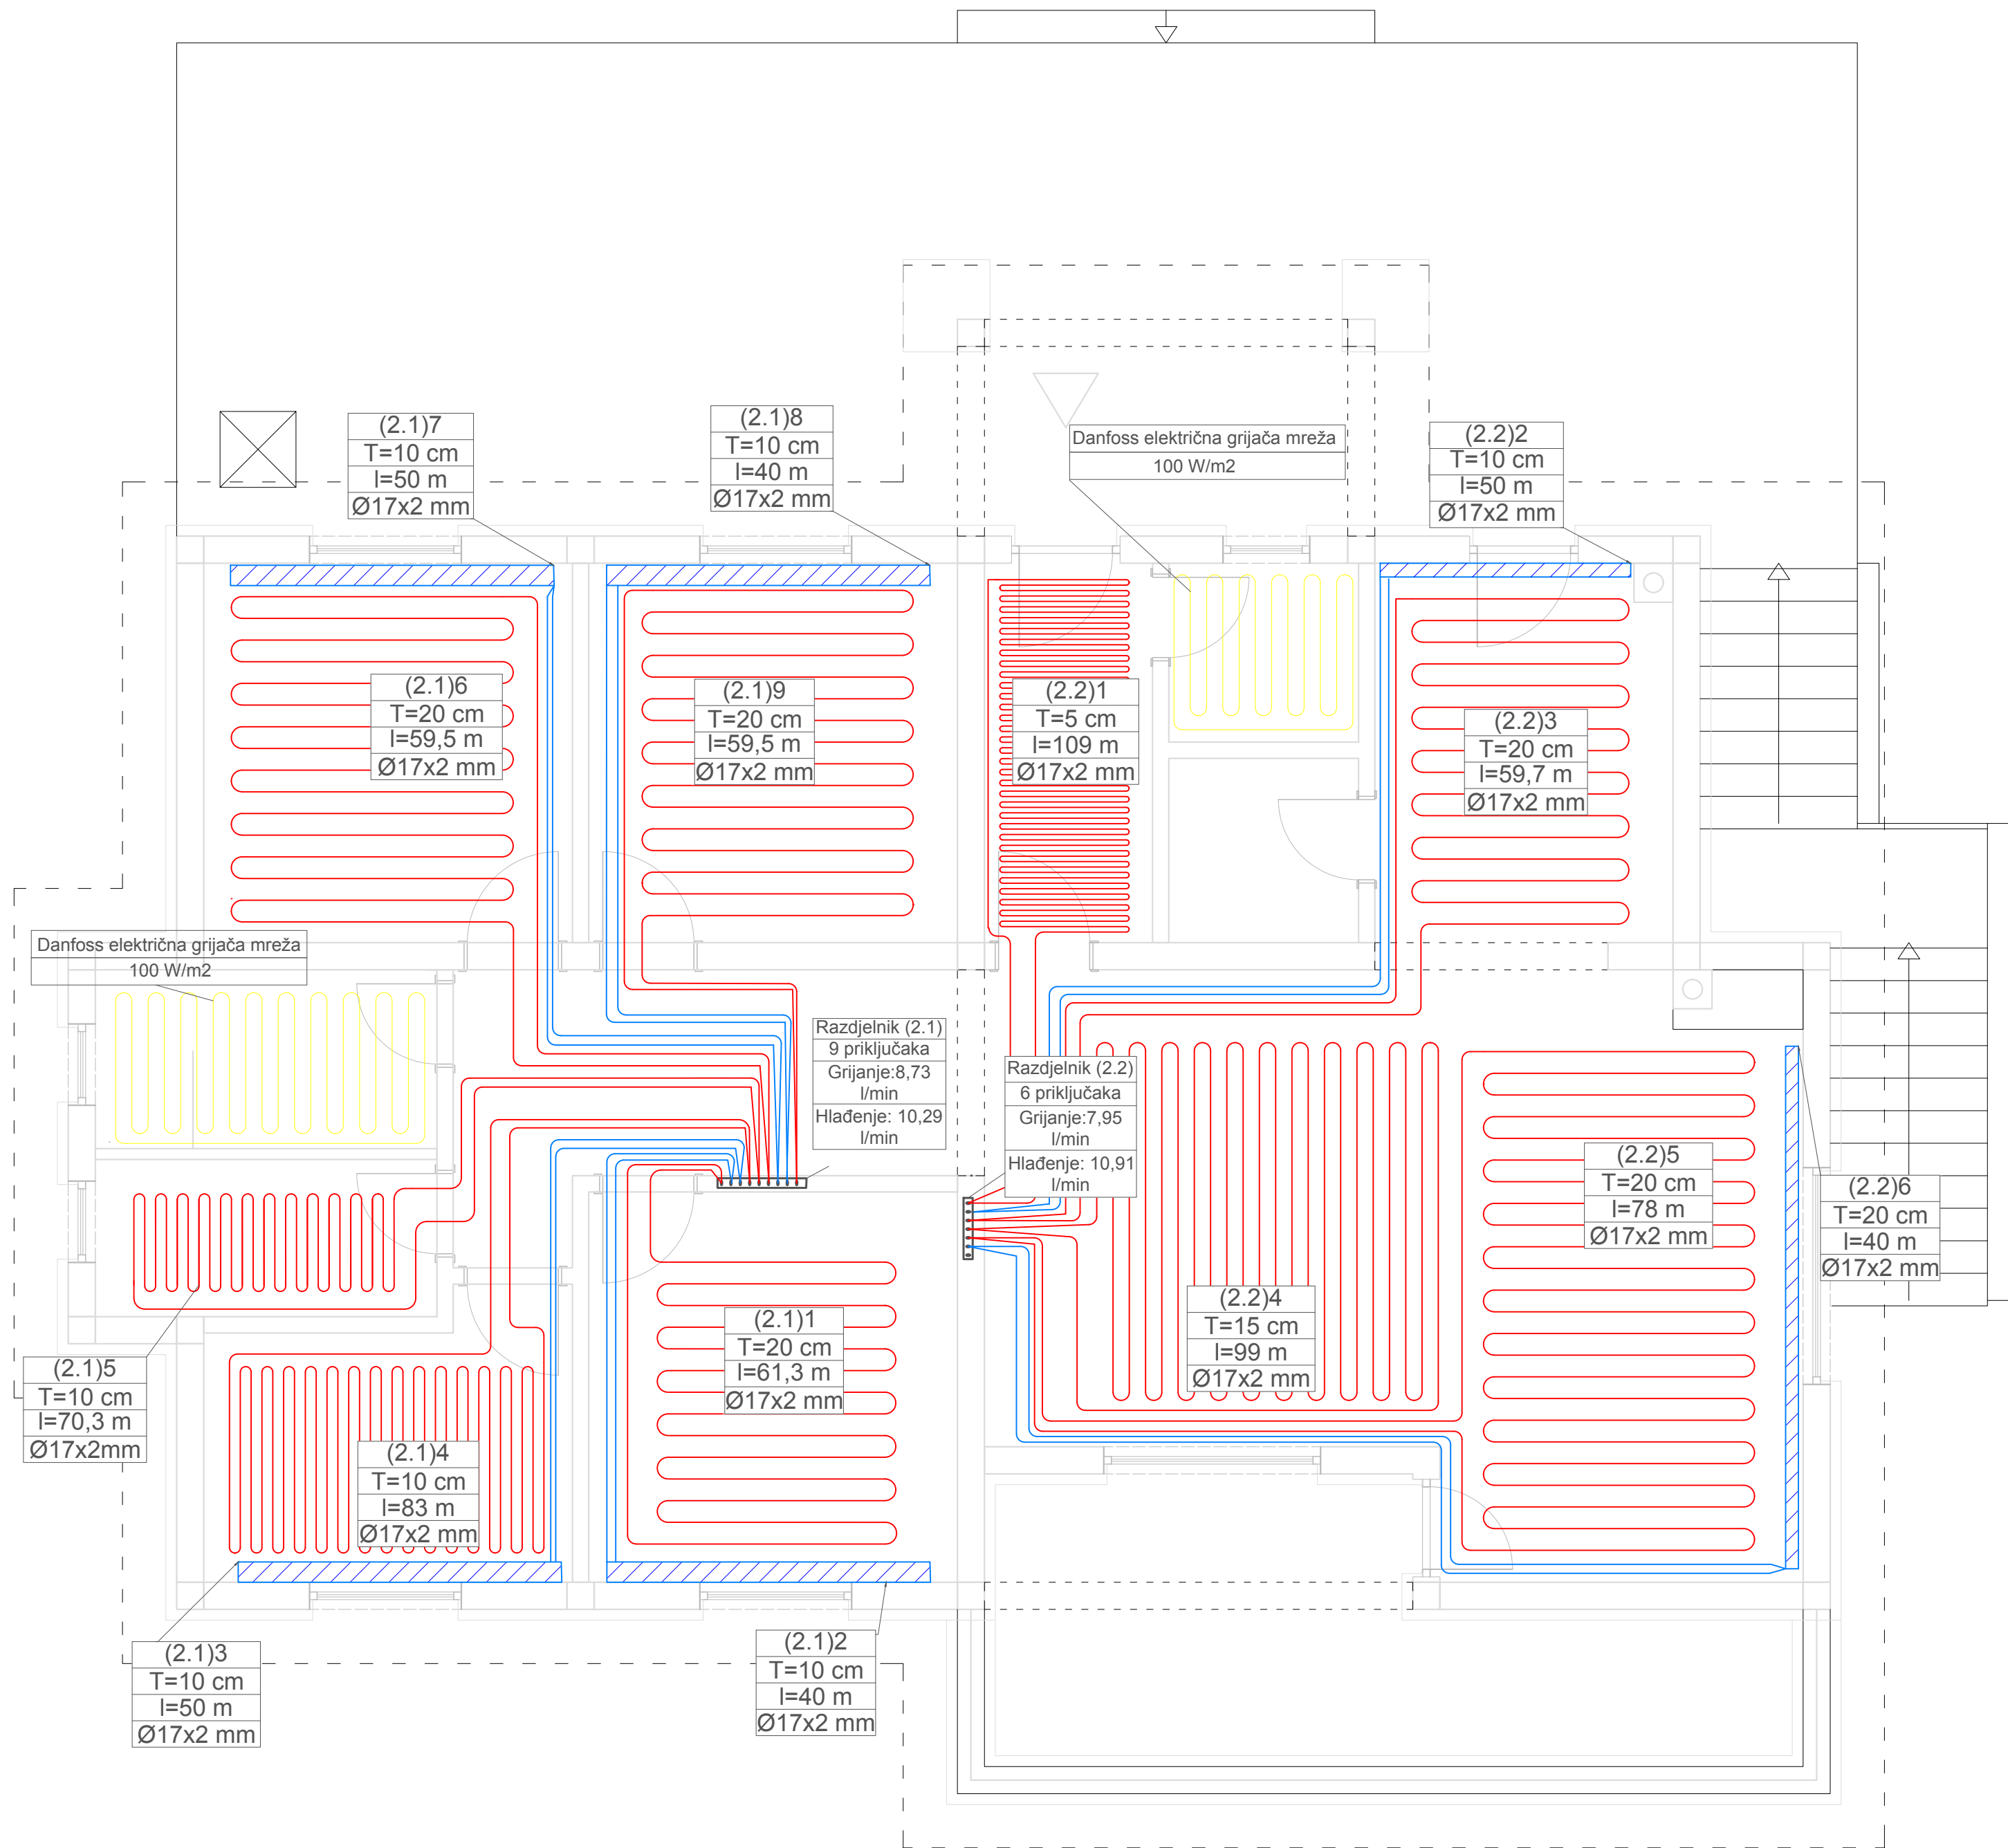 (2.1)7
T=10 cm
l=50 m
Ø17x2 mm
(2.1)8
T=10 cm
l=40 m
Ø17x2 mm
Danfoss električna grijača mreža
100 W/m2
(2.2)2
T=10 cm
l=50 m
Ø17x2 mm
(2.1)6
T=20 cm
l=59,5 m
Ø17x2 mm
(2.1)9
T=20 cm
l=59,5 m
Ø17x2 mm
(2.2)1
T=5 cm
l=109 m
Ø17x2 mm
(2.2)3
T=20 cm
l=59,7 m
Ø17x2 mm
Danfoss električna grijača mreža
100 W/m2
Razdjelnik (2.1)
9 priključaka
Grijanje:8,73
l/min
Hlađenje: 10,29
l/min
Razdjelnik (2.2)
6 priključaka
Grijanje:7,95
l/min
Hlađenje: 10,91
l/min
(2.2)5
T=20 cm
l=78 m
Ø17x2 mm
(2.2)6
T=20 cm
l=40 m
Ø17x2 mm
(2.2)4
T=15 cm
l=99 m
Ø17x2 mm
(2.1)1
T=20 cm
l=61,3 m
Ø17x2 mm
(2.1)5
T=10 cm
l=70,3 m
Ø17x2mm
(2.1)4
T=10 cm
l=83 m
Ø17x2 mm
(2.1)3
T=10 cm
l=50 m
Ø17x2 mm
(2.1)2
T=10 cm
l=40 m
Ø17x2 mm